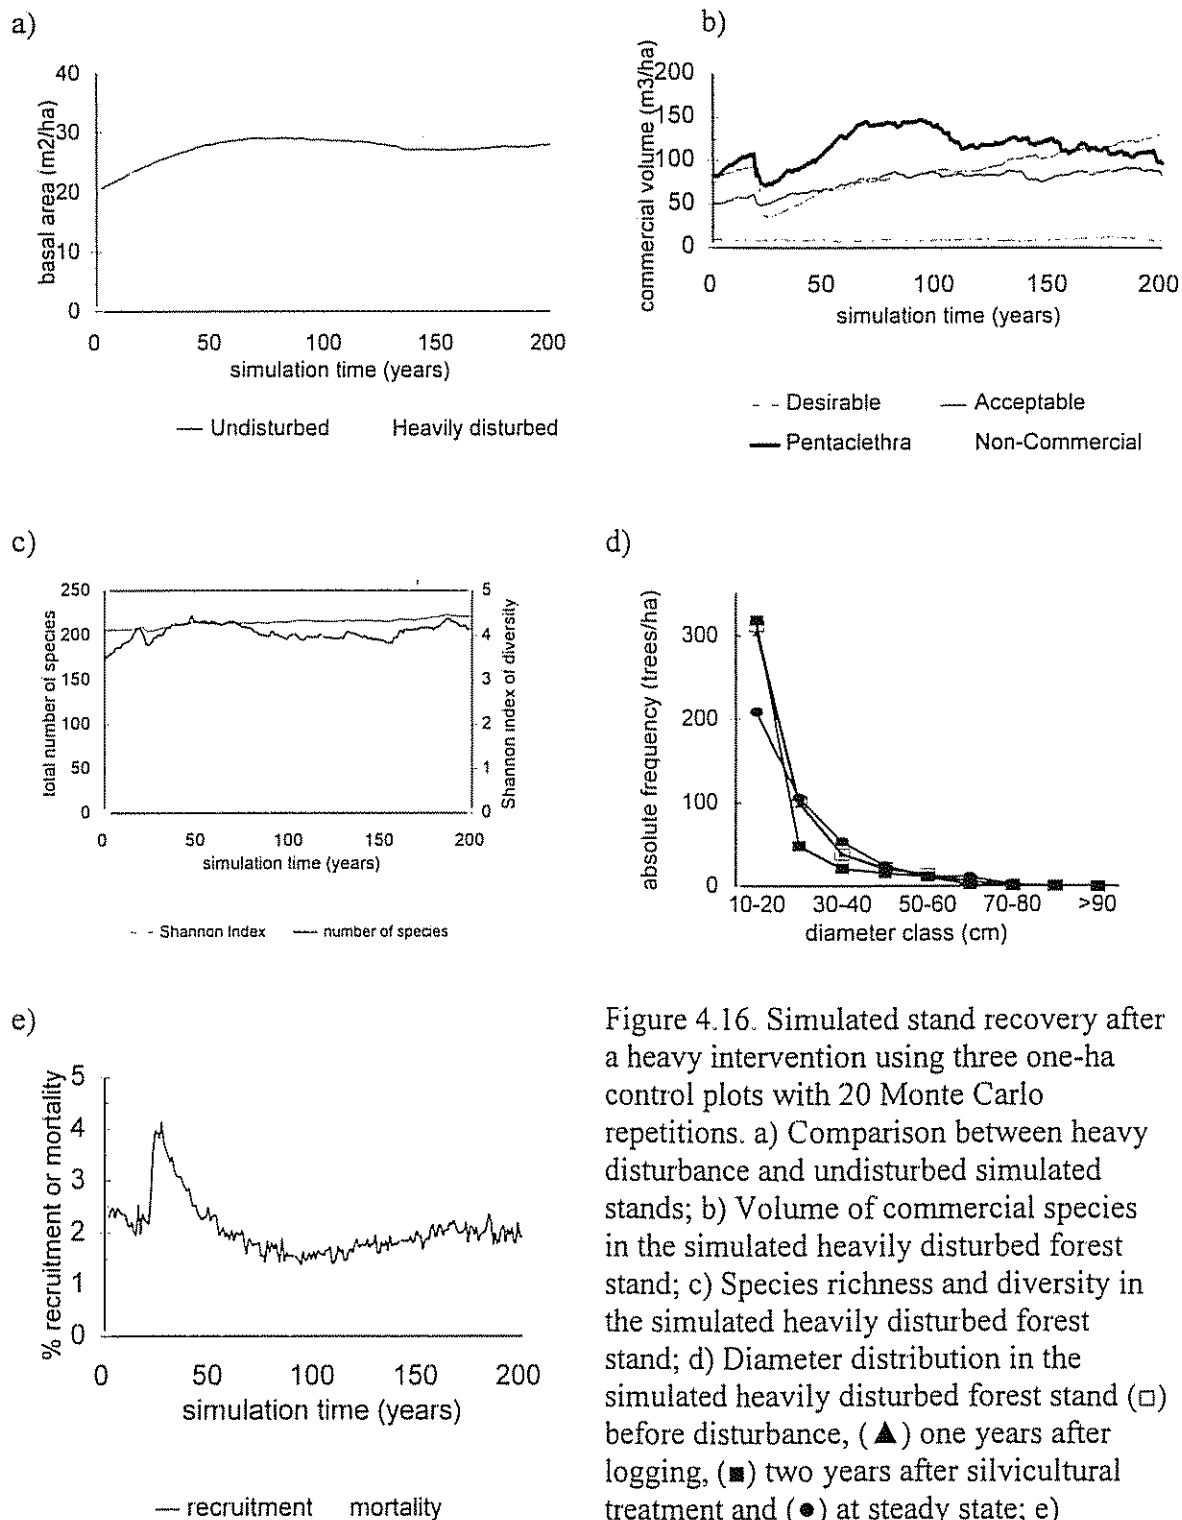 a)
40
30
20
10
0
basal area (m2/ha)
0 50 100 150 200
simulation time (years)
Undisturbed Heavily disturbed
b)
200
150
100
50
0
commercial volume (m3/ha)
0 50 100 150 200
simulation time (years)
Desirable Acceptable
Pentaclethra Non-Commercial
c)
250
200
150
100
50
0
total number of species
5
4
3
2
1
0
Shannon index of diversity
0 50 100 150 200
simulation time (years)
Shannon Index number of species
d)
300
200
100
0
absolute frequency (trees/ha)
10-20 30-40 50-60 70-80 >90
diameter class (cm)
e)
5
4
3
2
1
0
% recruitment or mortality
0 50 100 150 200
simulation time (years)
recruitment mortality
Figure 4.16. Simulated stand recovery after
a heavy intervention using three one-ha
control plots with 20 Monte Carlo
repetitions. a) Comparison between heavy
disturbance and undisturbed simulated
stands; b) Volume of commercial species
in the simulated heavily disturbed forest
stand; c) Species richness and diversity in
the simulated heavily disturbed forest
stand; d) Diameter distribution in the
simulated heavily disturbed forest stand (□)
before disturbance, (▲) one years after
logging, (■) two years after silvicultural
treatment and (●) at steady state; e)